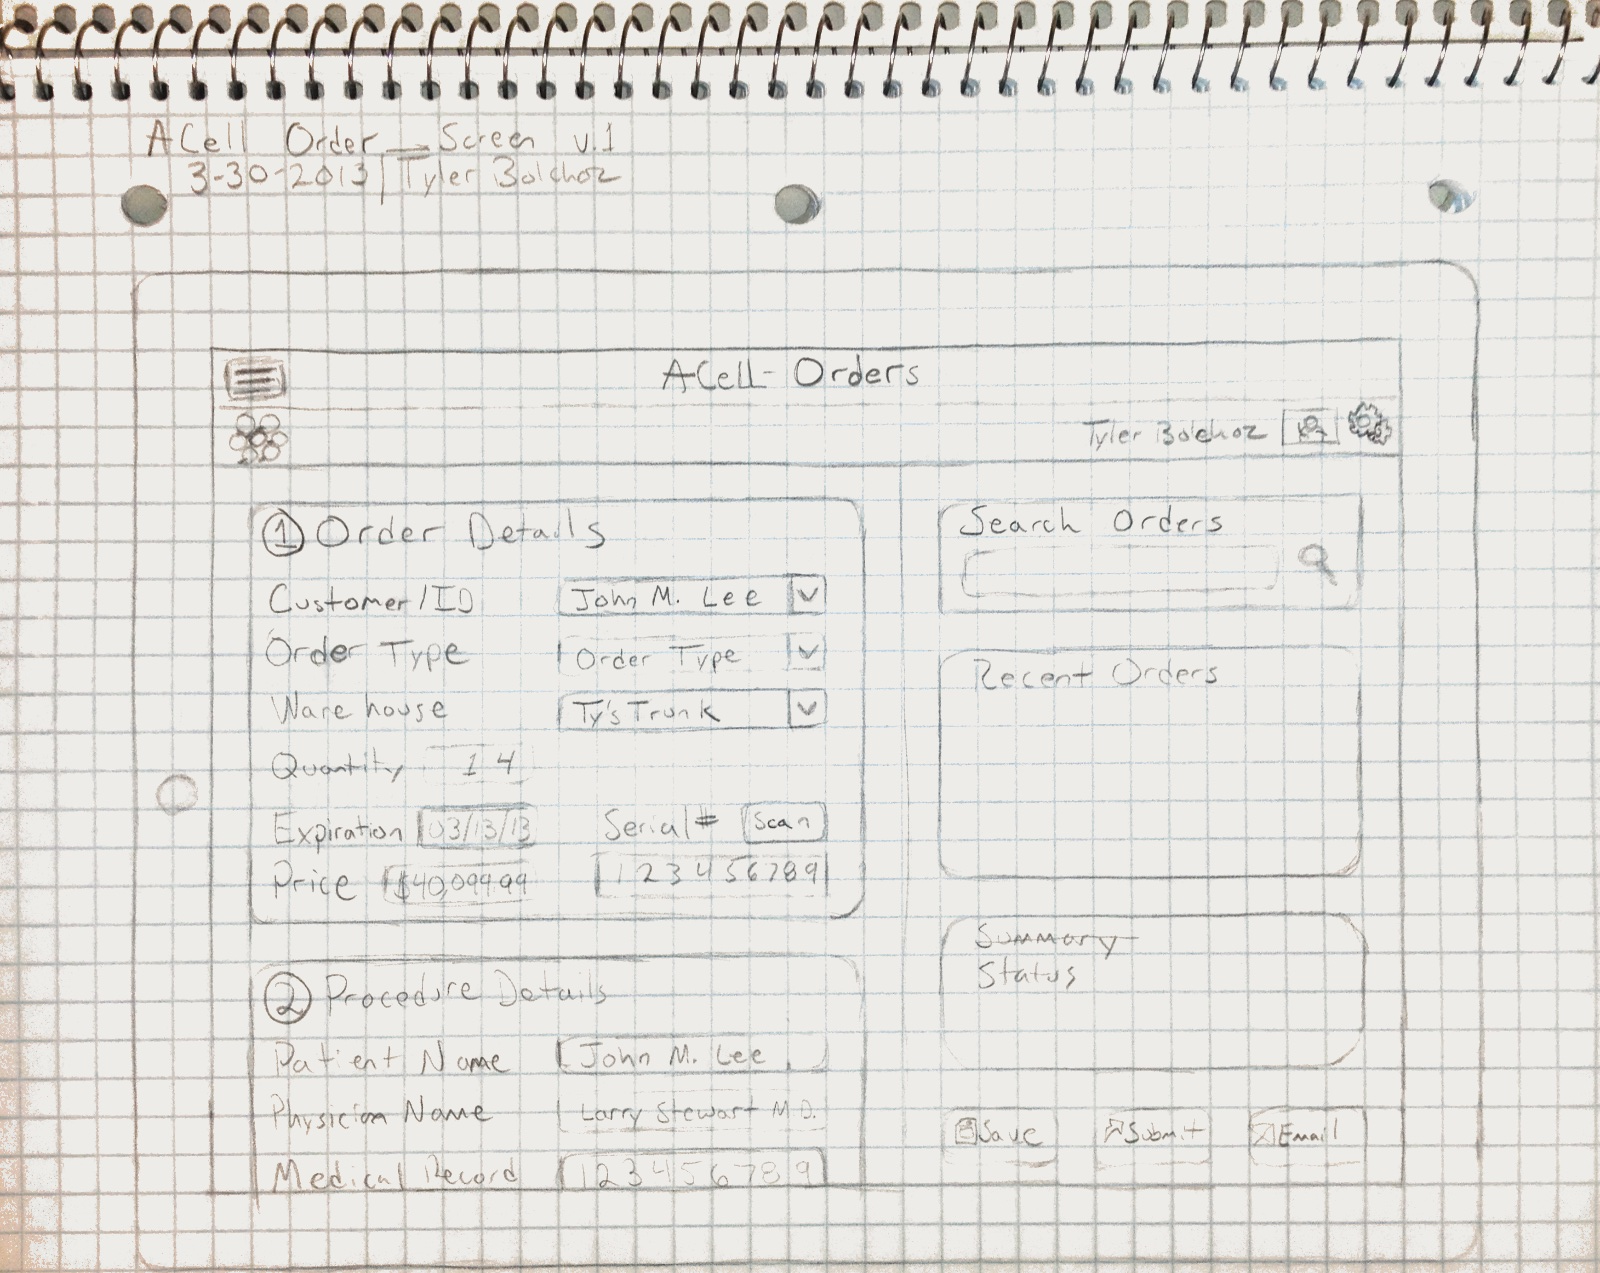 ACell Order Screen v.1
3-30-2013 | Tyler Bolchoz
ACell- Orders
Tyler Bolchoz
1 Order Details
Customer/ID John M. Lee
Order Type Order Type
Warehouse Ty's Trunk
Quantity 14
Expiration 03/13/13 Serial# Scan
Price $40,099.99 123456789
2 Procedure Details
Patient Name John M. Lee
Physician Name Larry Stewart M.D.
Medical Record 123456789
Search Orders
Recent Orders
Summary
Status
Save Submit Email